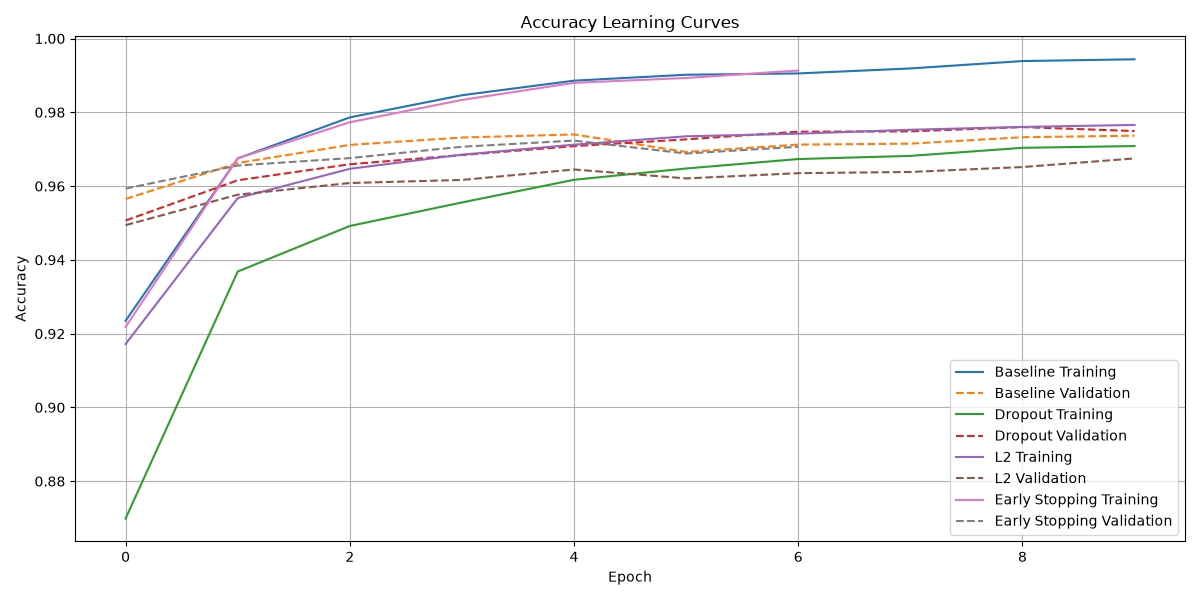 Accuracy Learning Curves
1.00
0.98
0.96
0.94
0.92
0.90
0.88
Accuracy
0 2 4 6 8
Epoch
Baseline Training
Baseline Validation
Dropout Training
Dropout Validation
L2 Training
L2 Validation
Early Stopping Training
Early Stopping Validation